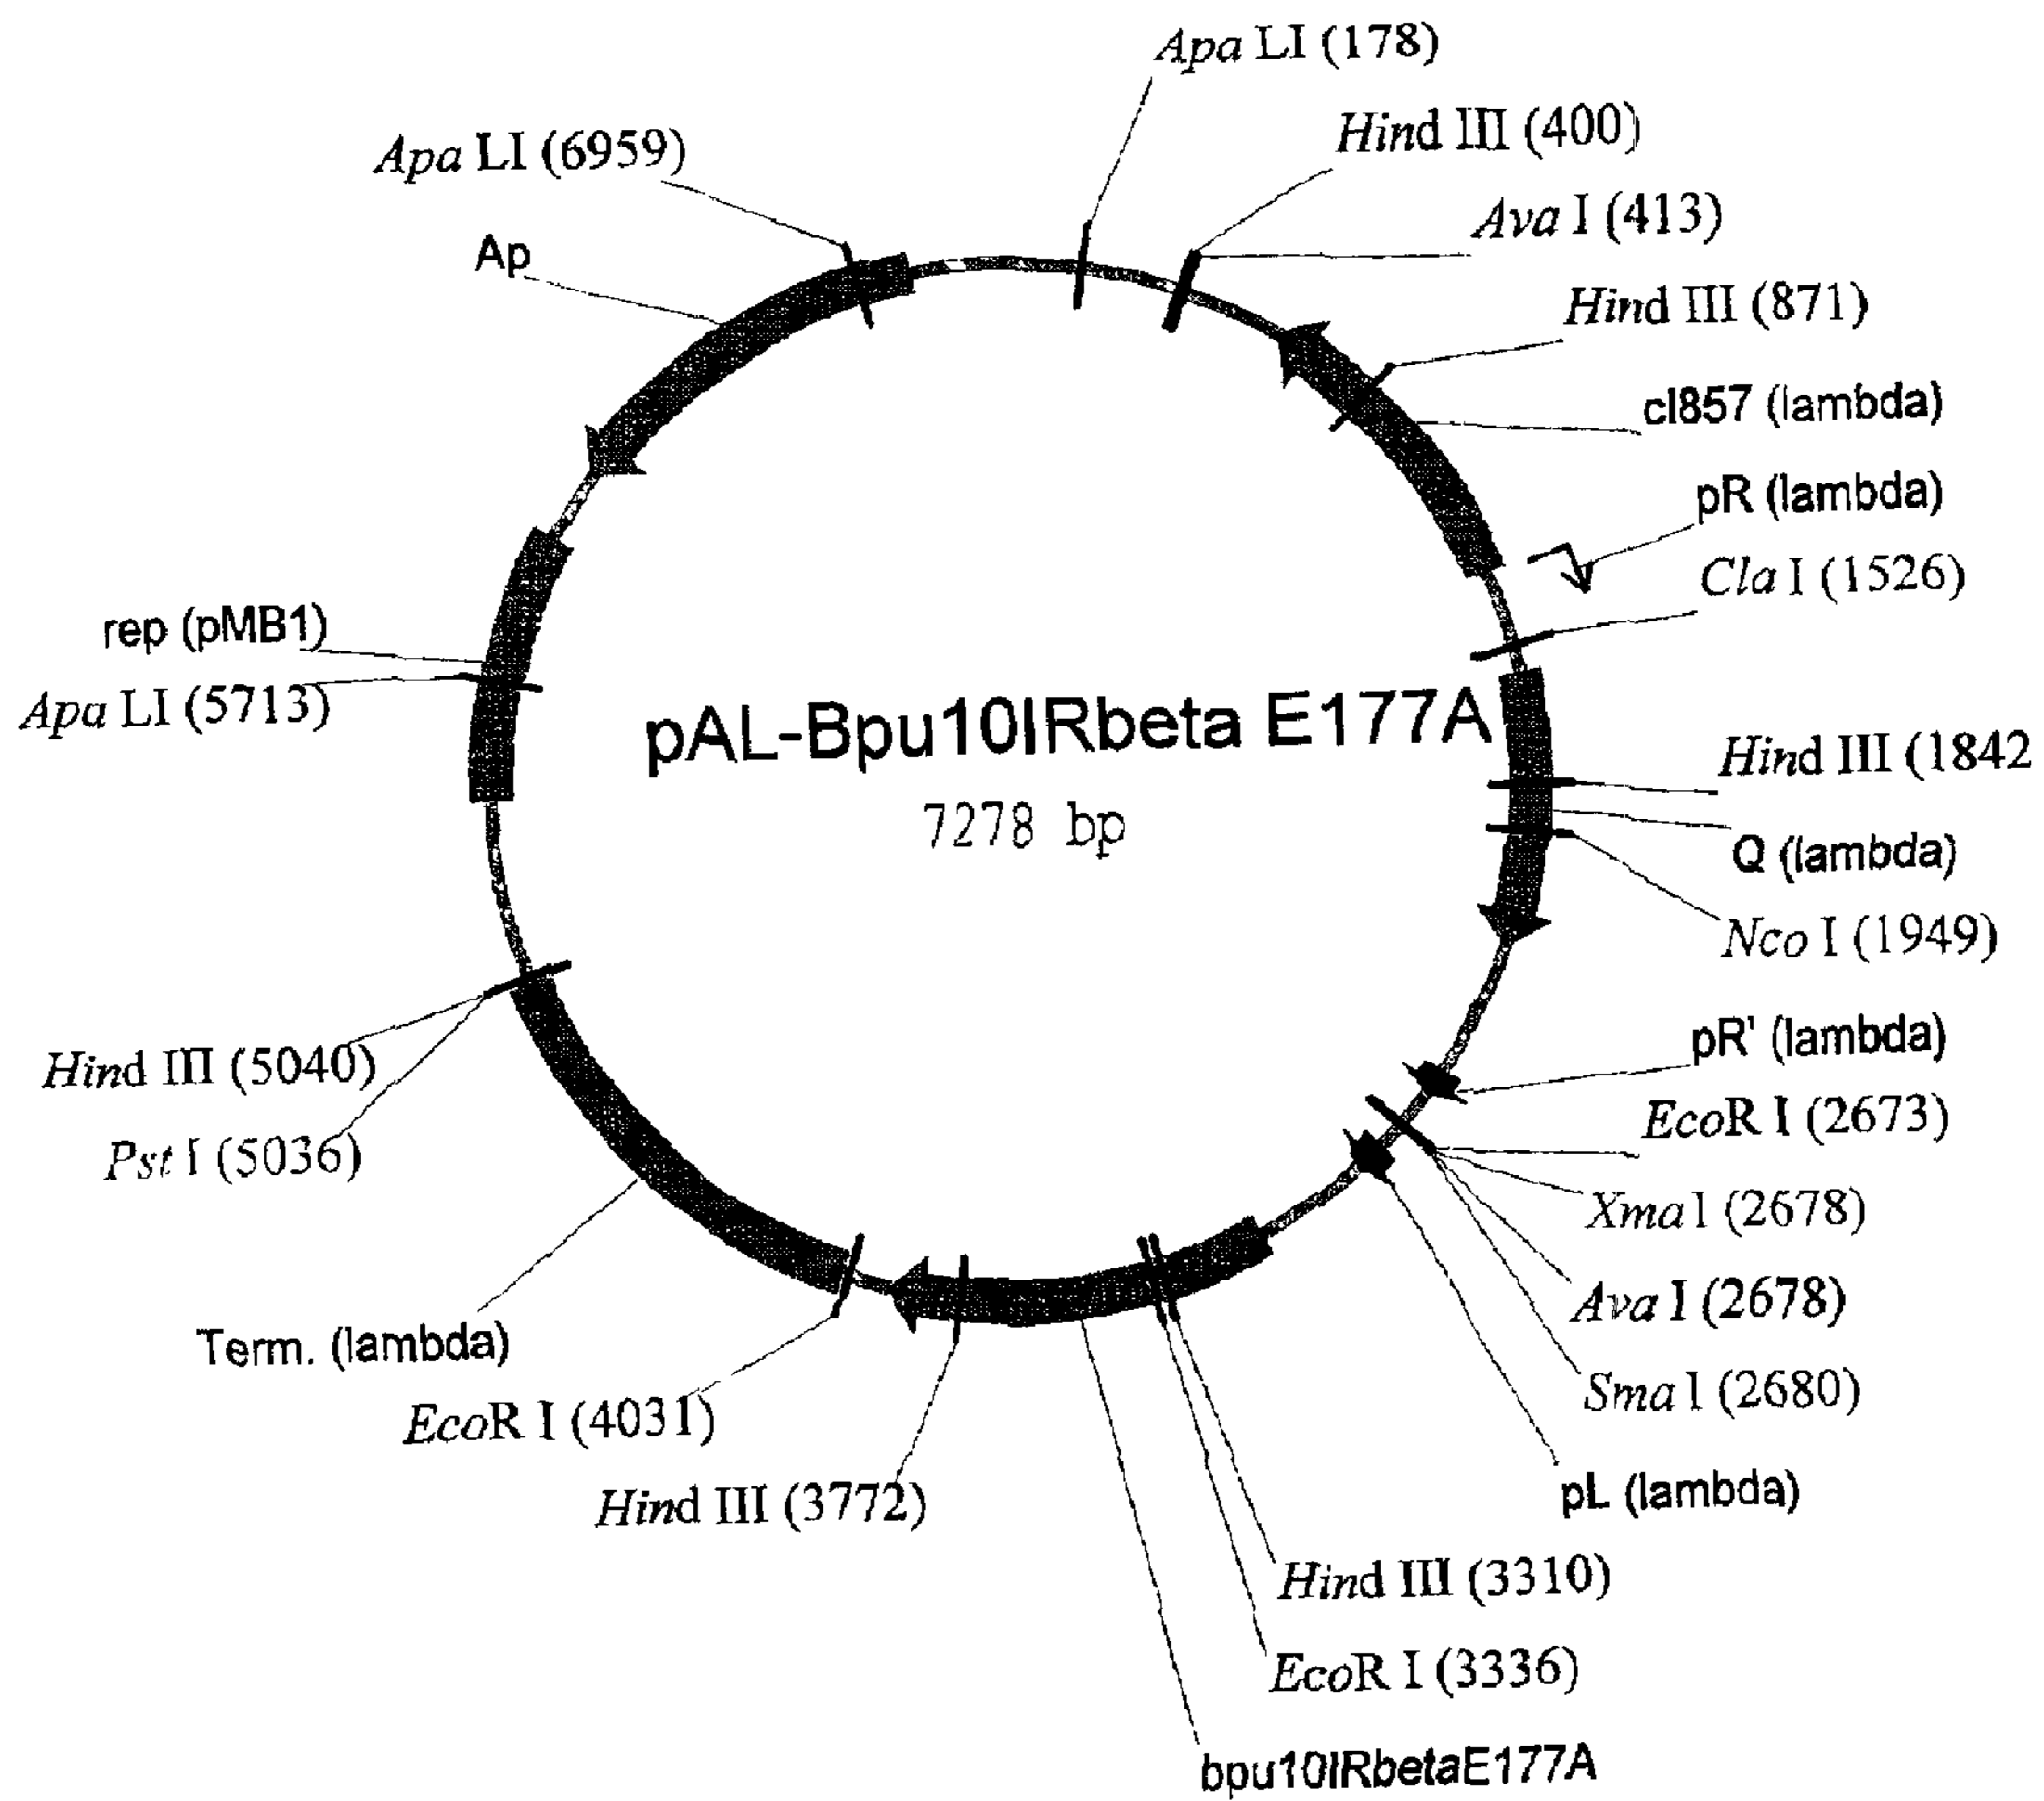 Apa LI (178)
Hind III (400)
Apa LI (6959)
Ava I (413)
Ap
Hind III (871)
cI857 (lambda)
pR (lambda)
Cla I (1526)
rep (pMB1)
Apa LI (5713)
pAL-Bpu10IRbeta E177A
7278 bp
Hind III (1842
Q (lambda)
Nco I (1949)
pR' (lambda)
Hind III (5040)
EcoR I (2673)
Pst I (5036)
Xma I (2678)
Ava I (2678)
Term. (lambda)
Sma I (2680)
EcoR I (4031)
Hind III (3772)
pL (lambda)
Hind III (3310)
EcoR I (3336)
bpu10IRbetaE177A